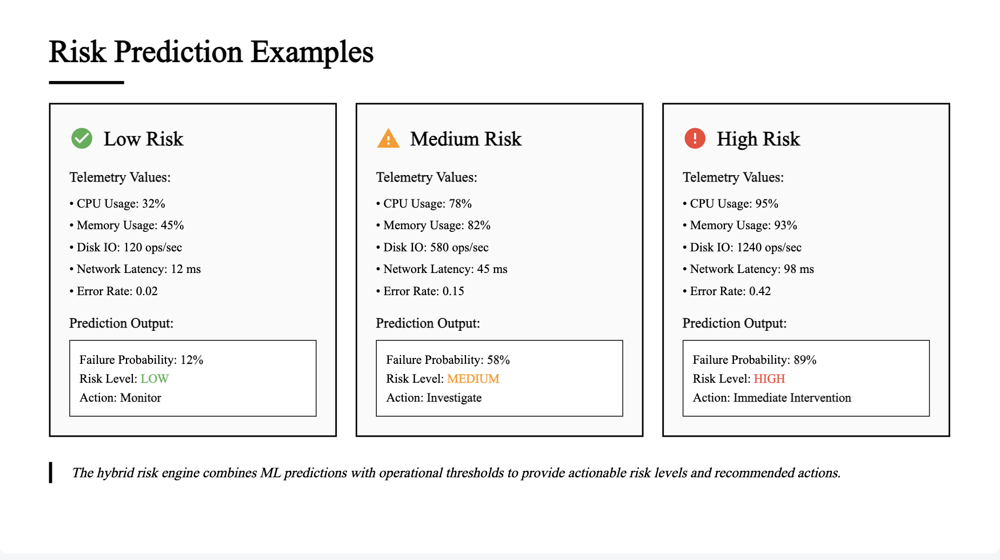 Risk Prediction Examples
Low Risk
Telemetry Values:
• CPU Usage: 32%
• Memory Usage: 45%
• Disk IO: 120 ops/sec
• Network Latency: 12 ms
• Error Rate: 0.02
Prediction Output:
Failure Probability: 12%
Risk Level: LOW
Action: Monitor
Medium Risk
Telemetry Values:
• CPU Usage: 78%
• Memory Usage: 82%
• Disk IO: 580 ops/sec
• Network Latency: 45 ms
• Error Rate: 0.15
Prediction Output:
Failure Probability: 58%
Risk Level: MEDIUM
Action: Investigate
High Risk
Telemetry Values:
• CPU Usage: 95%
• Memory Usage: 93%
• Disk IO: 1240 ops/sec
• Network Latency: 98 ms
• Error Rate: 0.42
Prediction Output:
Failure Probability: 89%
Risk Level: HIGH
Action: Immediate Intervention
The hybrid risk engine combines ML predictions with operational thresholds to provide actionable risk levels and recommended actions.